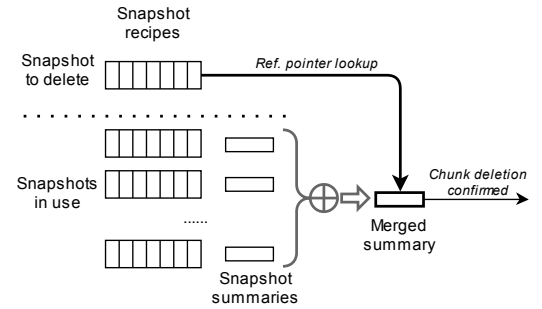 Snapshot
recipes
Snapshot
to delete
Ref. pointer lookup
Snapshots
in use
......
Chunk deletion
confirmed
Merged
summary
Snapshot
summaries